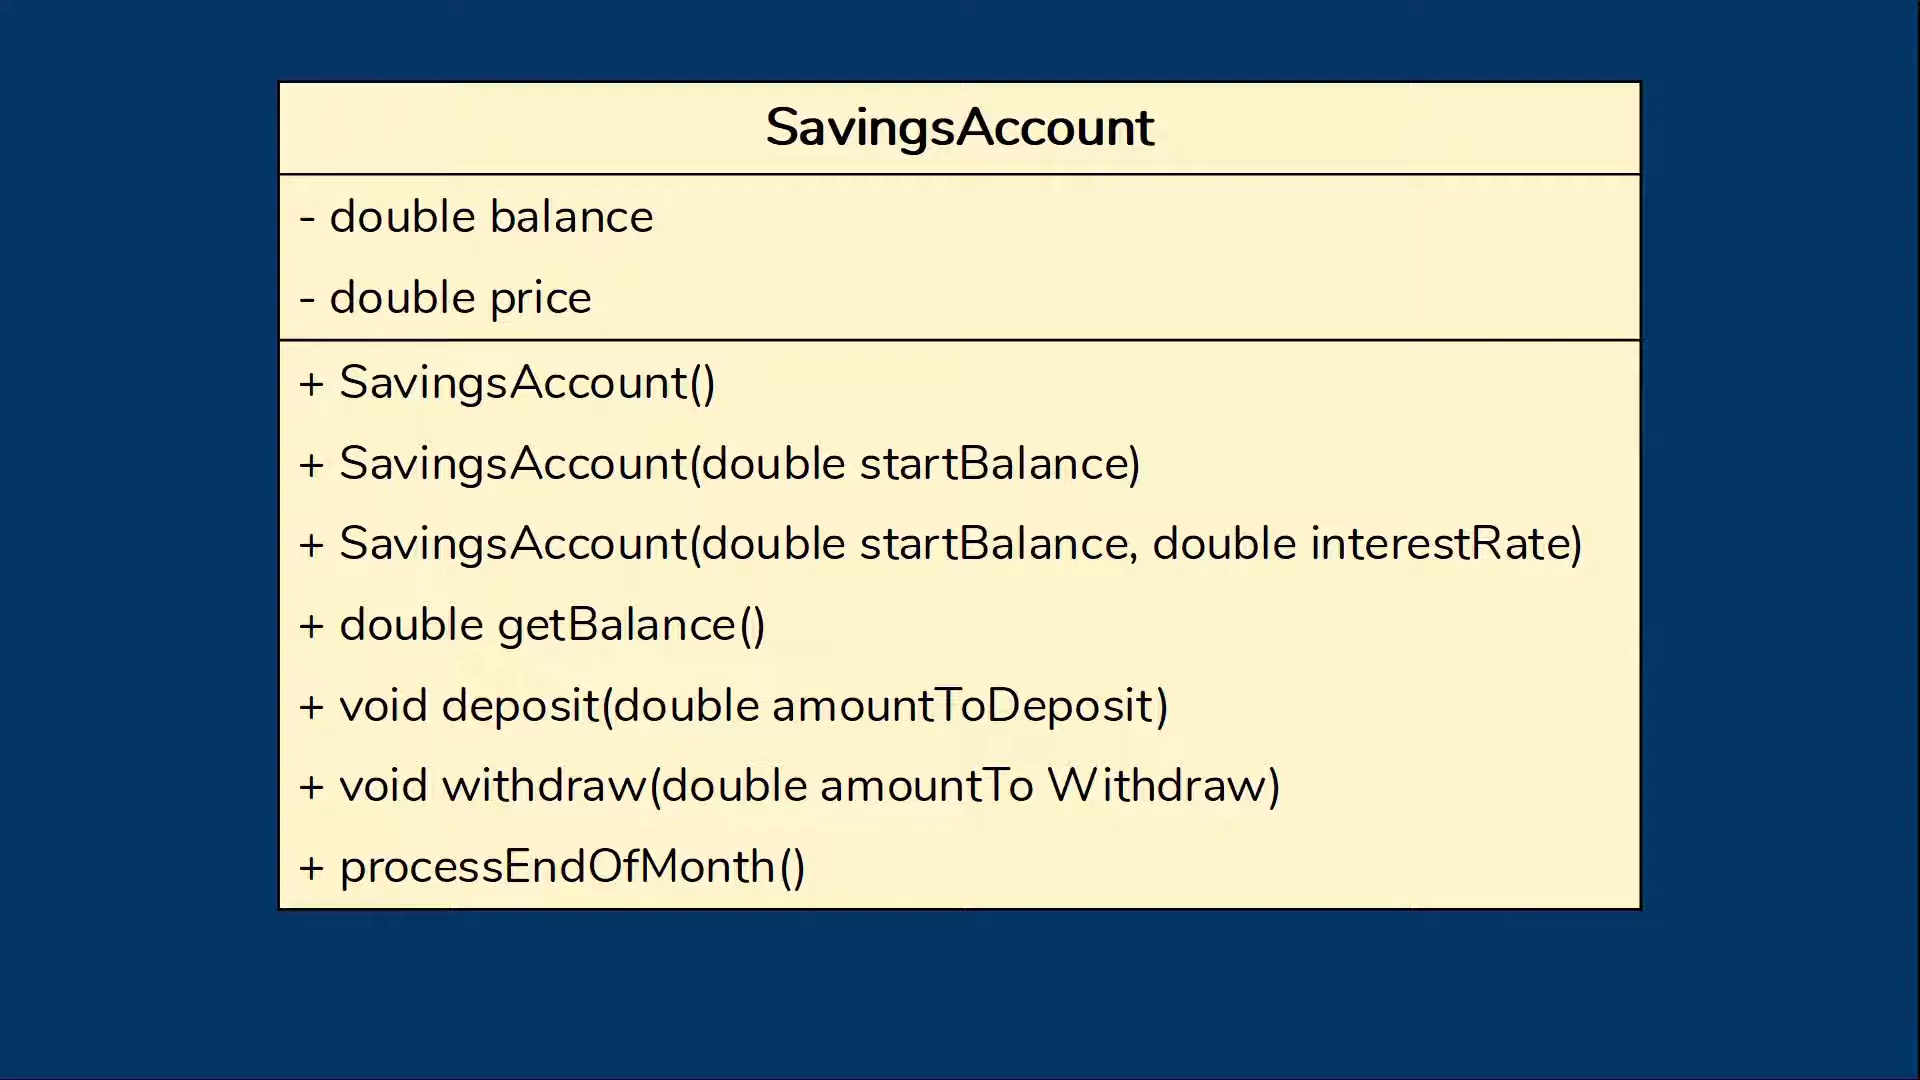 SavingsAccount
- double balance
- double price
+ SavingsAccount()
+ SavingsAccount(double startBalance)
+ SavingsAccount(double startBalance, double interestRate)
+ double getBalance()
+ void deposit(double amountToDeposit)
+ void withdraw(double amountTo Withdraw)
+ processEndOfMonth()